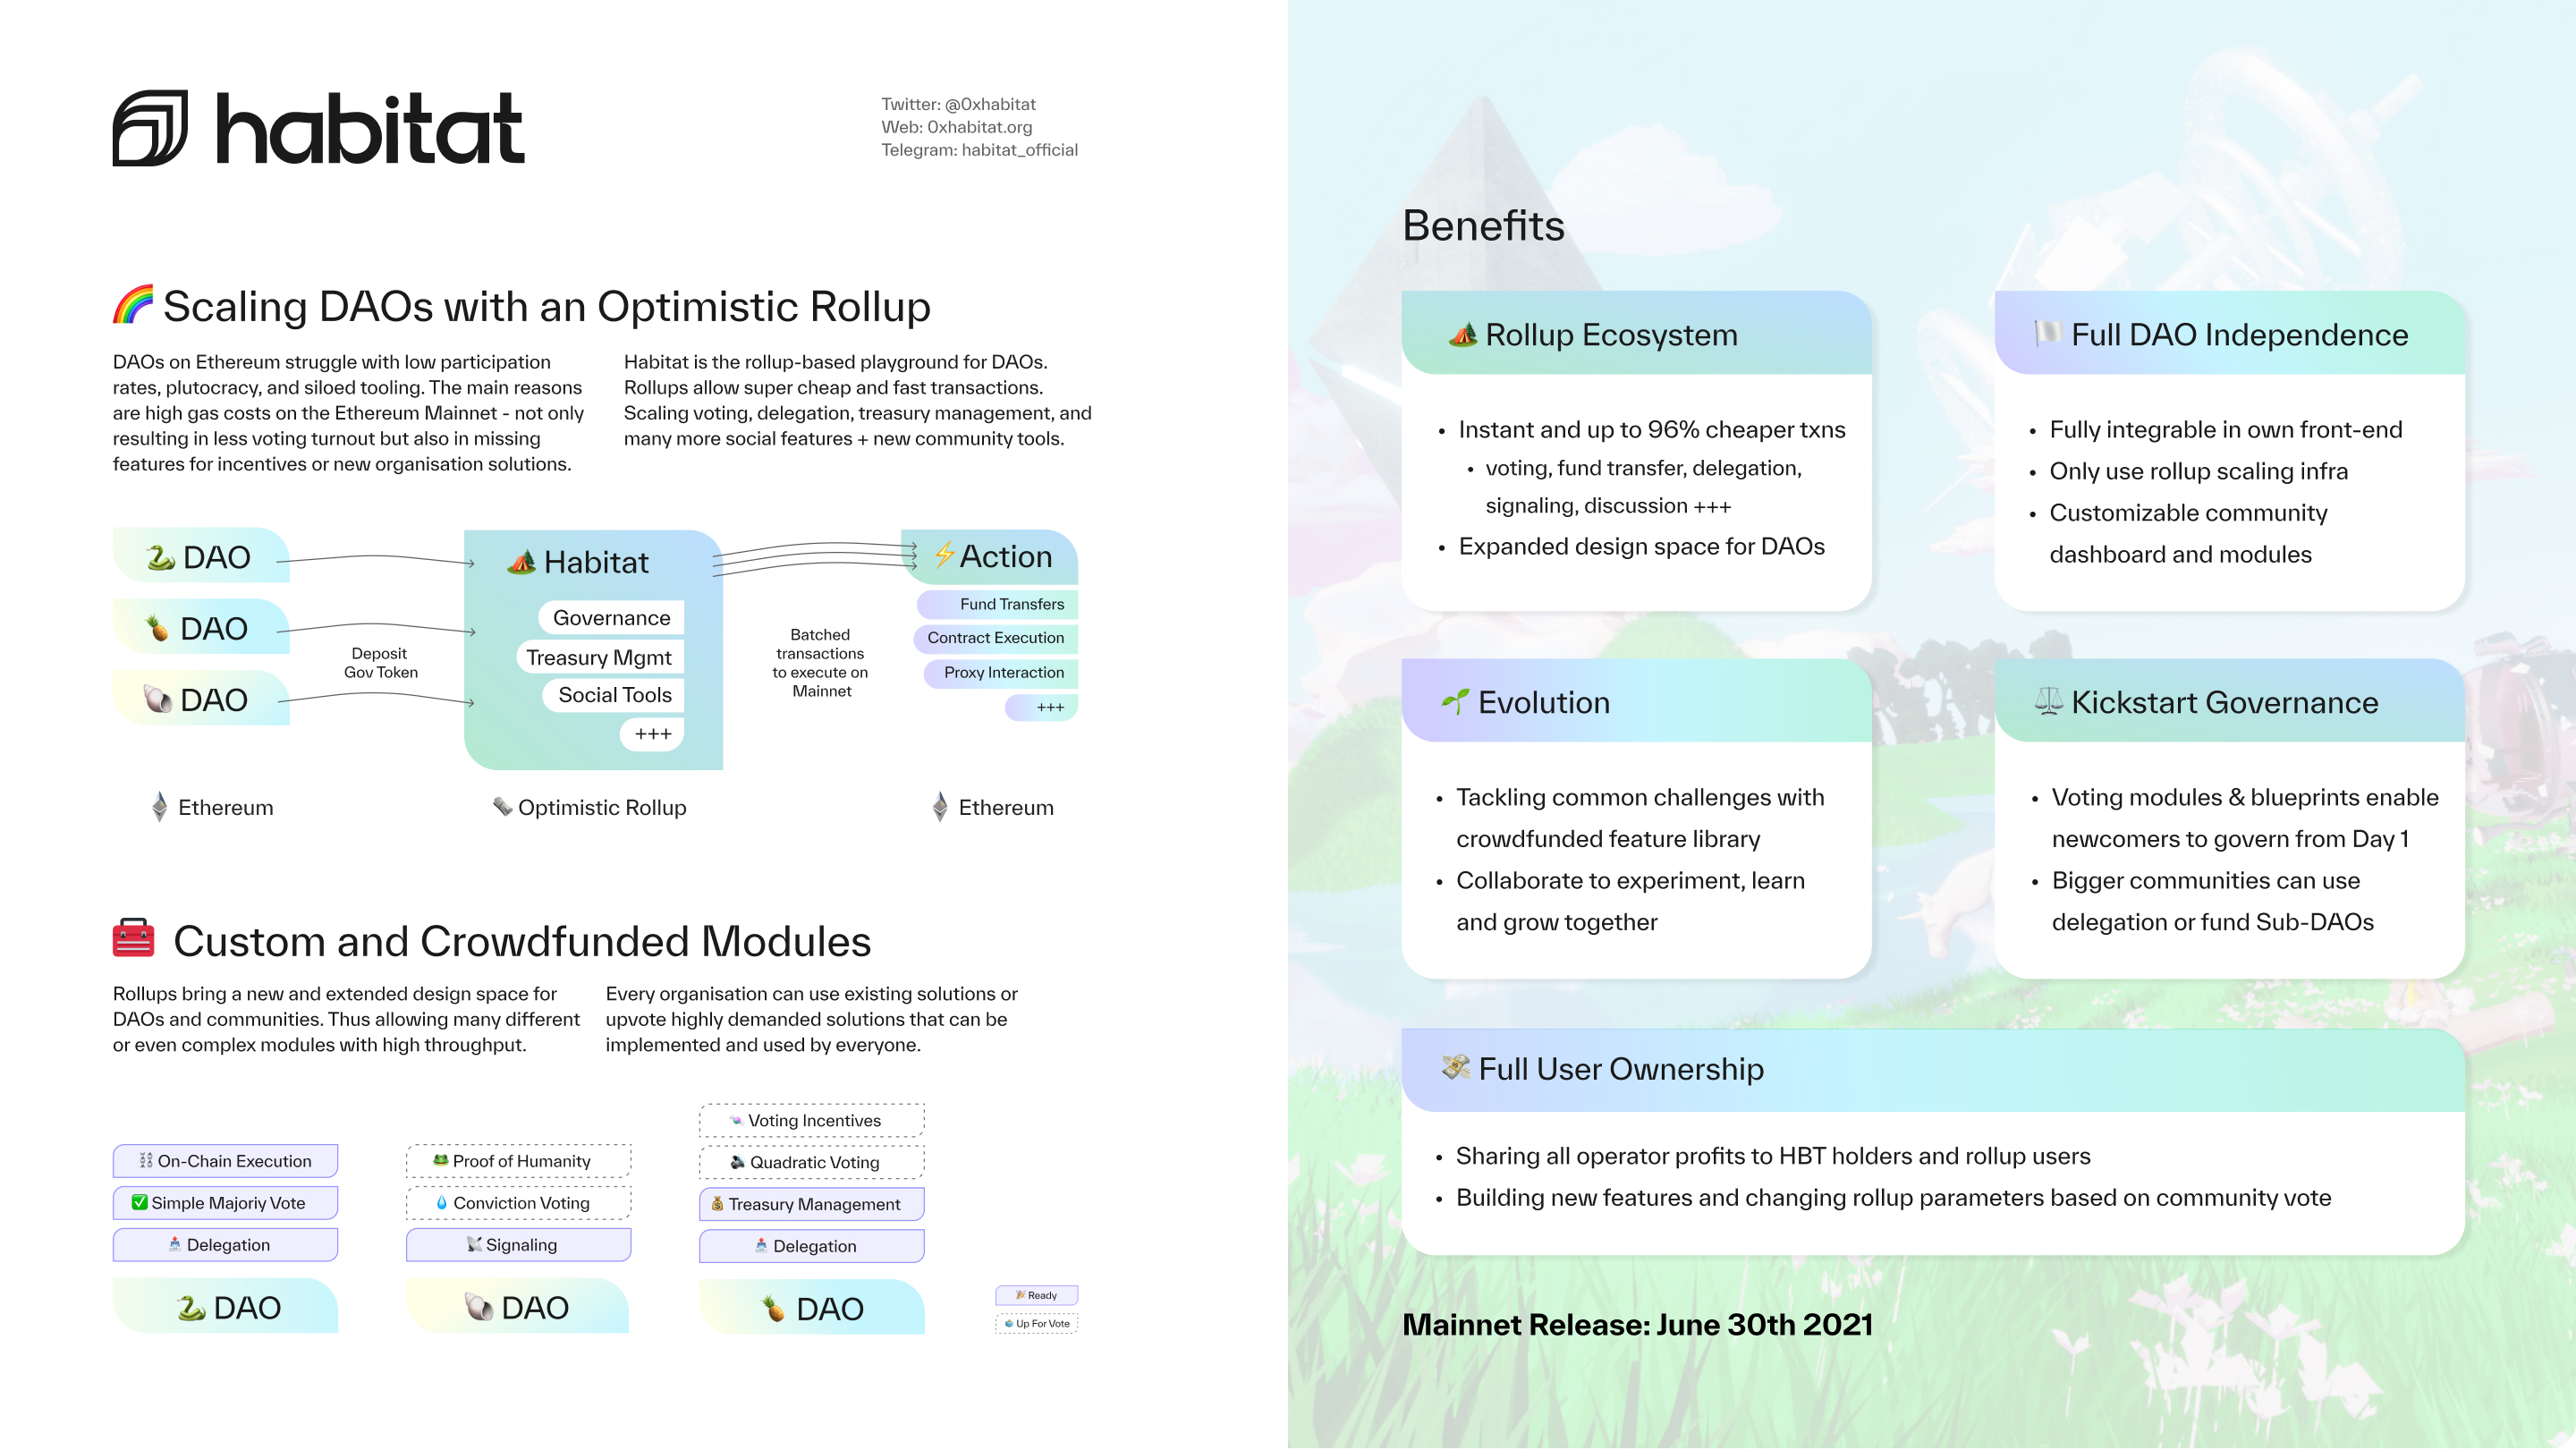 habitat
Twitter: @0xhabitat
Web: 0xhabitat.org
Telegram: habitat_official
Scaling DAOs with an Optimistic Rollup
DAOs on Ethereum struggle with low participation
rates, plutocracy, and siloed tooling. The main reasons
are high gas costs on the Ethereum Mainnet - not only
resulting in less voting turnout but also in missing
features for incentives or new organisation solutions.
Habitat is the rollup-based playground for DAOs.
Rollups allow super cheap and fast transactions.
Scaling voting, delegation, treasury management, and
many more social features + new community tools.
DAO
DAO
DAO
Deposit
Gov Token
Habitat
Governance
Treasury Mgmt
Social Tools
+++
Batched
transactions
to execute on
Mainnet
Action
Fund Transfers
Contract Execution
Proxy Interaction
+++
Ethereum
Optimistic Rollup
Ethereum
Custom and Crowdfunded Modules
Rollups bring a new and extended design space for
DAOs and communities. Thus allowing many different
or even complex modules with high throughput.
Every organisation can use existing solutions or
upvote highly demanded solutions that can be
implemented and used by everyone.
On-Chain Execution
Simple Majoriy Vote
Delegation
DAO
Proof of Humanity
Conviction Voting
Signaling
DAO
Voting Incentives
Quadratic Voting
Treasury Management
Delegation
DAO
Ready
Up For Vote
Benefits
Rollup Ecosystem
• Instant and up to 96% cheaper txns
• voting, fund transfer, delegation,
signaling, discussion +++
• Expanded design space for DAOs
Full DAO Independence
• Fully integrable in own front-end
• Only use rollup scaling infra
• Customizable community
dashboard and modules
Evolution
• Tackling common challenges with
crowdfunded feature library
• Collaborate to experiment, learn
and grow together
Kickstart Governance
• Voting modules & blueprints enable
newcomers to govern from Day 1
• Bigger communities can use
delegation or fund Sub-DAOs
Full User Ownership
• Sharing all operator profits to HBT holders and rollup users
• Building new features and changing rollup parameters based on community vote
Mainnet Release: June 30th 2021